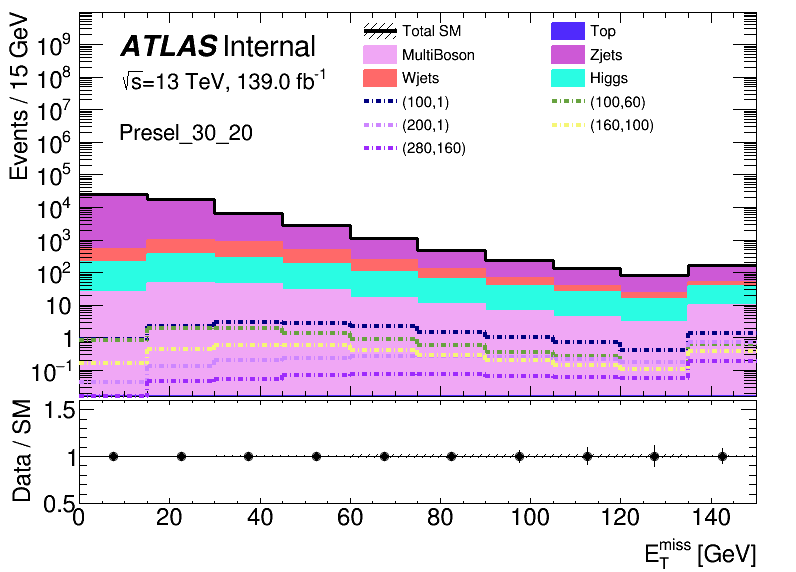 ATLAS Internal
√s=13 TeV, 139.0 fb⁻¹
Presel_30_20
Total SM
Top
MultiBoson
Zjets
Wjets
Higgs
(100,1)
(100,60)
(200,1)
(160,100)
(280,160)
Events / 15 GeV
10⁹
10⁸
10⁷
10⁶
10⁵
10⁴
10³
10²
10
1
10⁻¹
Data / SM
1.5
1
0.5
0 20 40 60 80 100 120 140
E_T^miss [GeV]